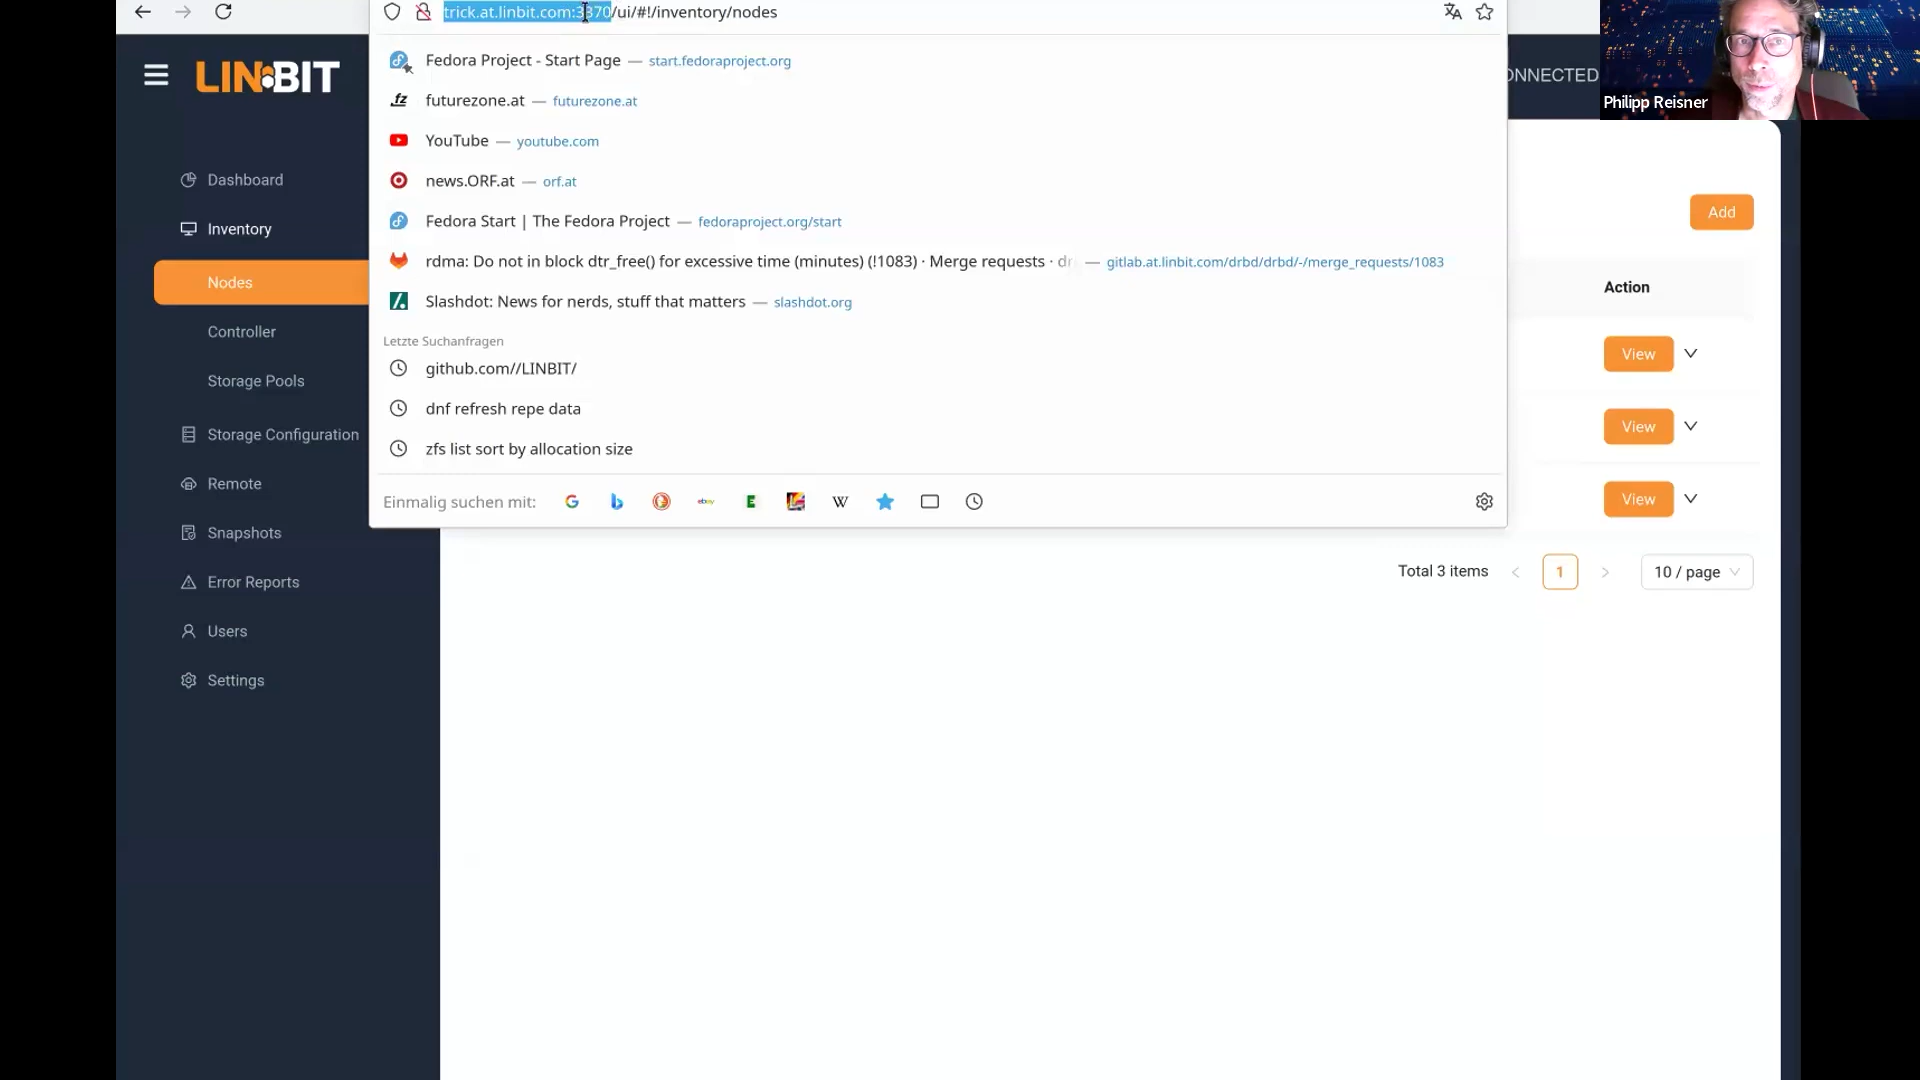 trick.at.linbit.com:3370/ui/#!/inventory/nodes
LINBIT
ONNECTED
Philipp Reisner
Fedora Project - Start Page — start.fedoraproject.org
futurezone.at — futurezone.at
YouTube — youtube.com
news.ORF.at — orf.at
Fedora Start | The Fedora Project — fedoraproject.org/start
rdma: Do not in block dtr_free() for excessive time (minutes) (!1083) · Merge requests · dr — gitlab.at.linbit.com/drbd/drbd/-/merge_requests/1083
Slashdot: News for nerds, stuff that matters — slashdot.org
Letzte Suchanfragen
github.com//LINBIT/
dnf refresh repe data
zfs list sort by allocation size
Einmalig suchen mit:
Dashboard
Inventory
Nodes
Controller
Storage Pools
Storage Configuration
Remote
Snapshots
Error Reports
Users
Settings
Add
Action
View
View
View
Total 3 items < 1 > 10 / page